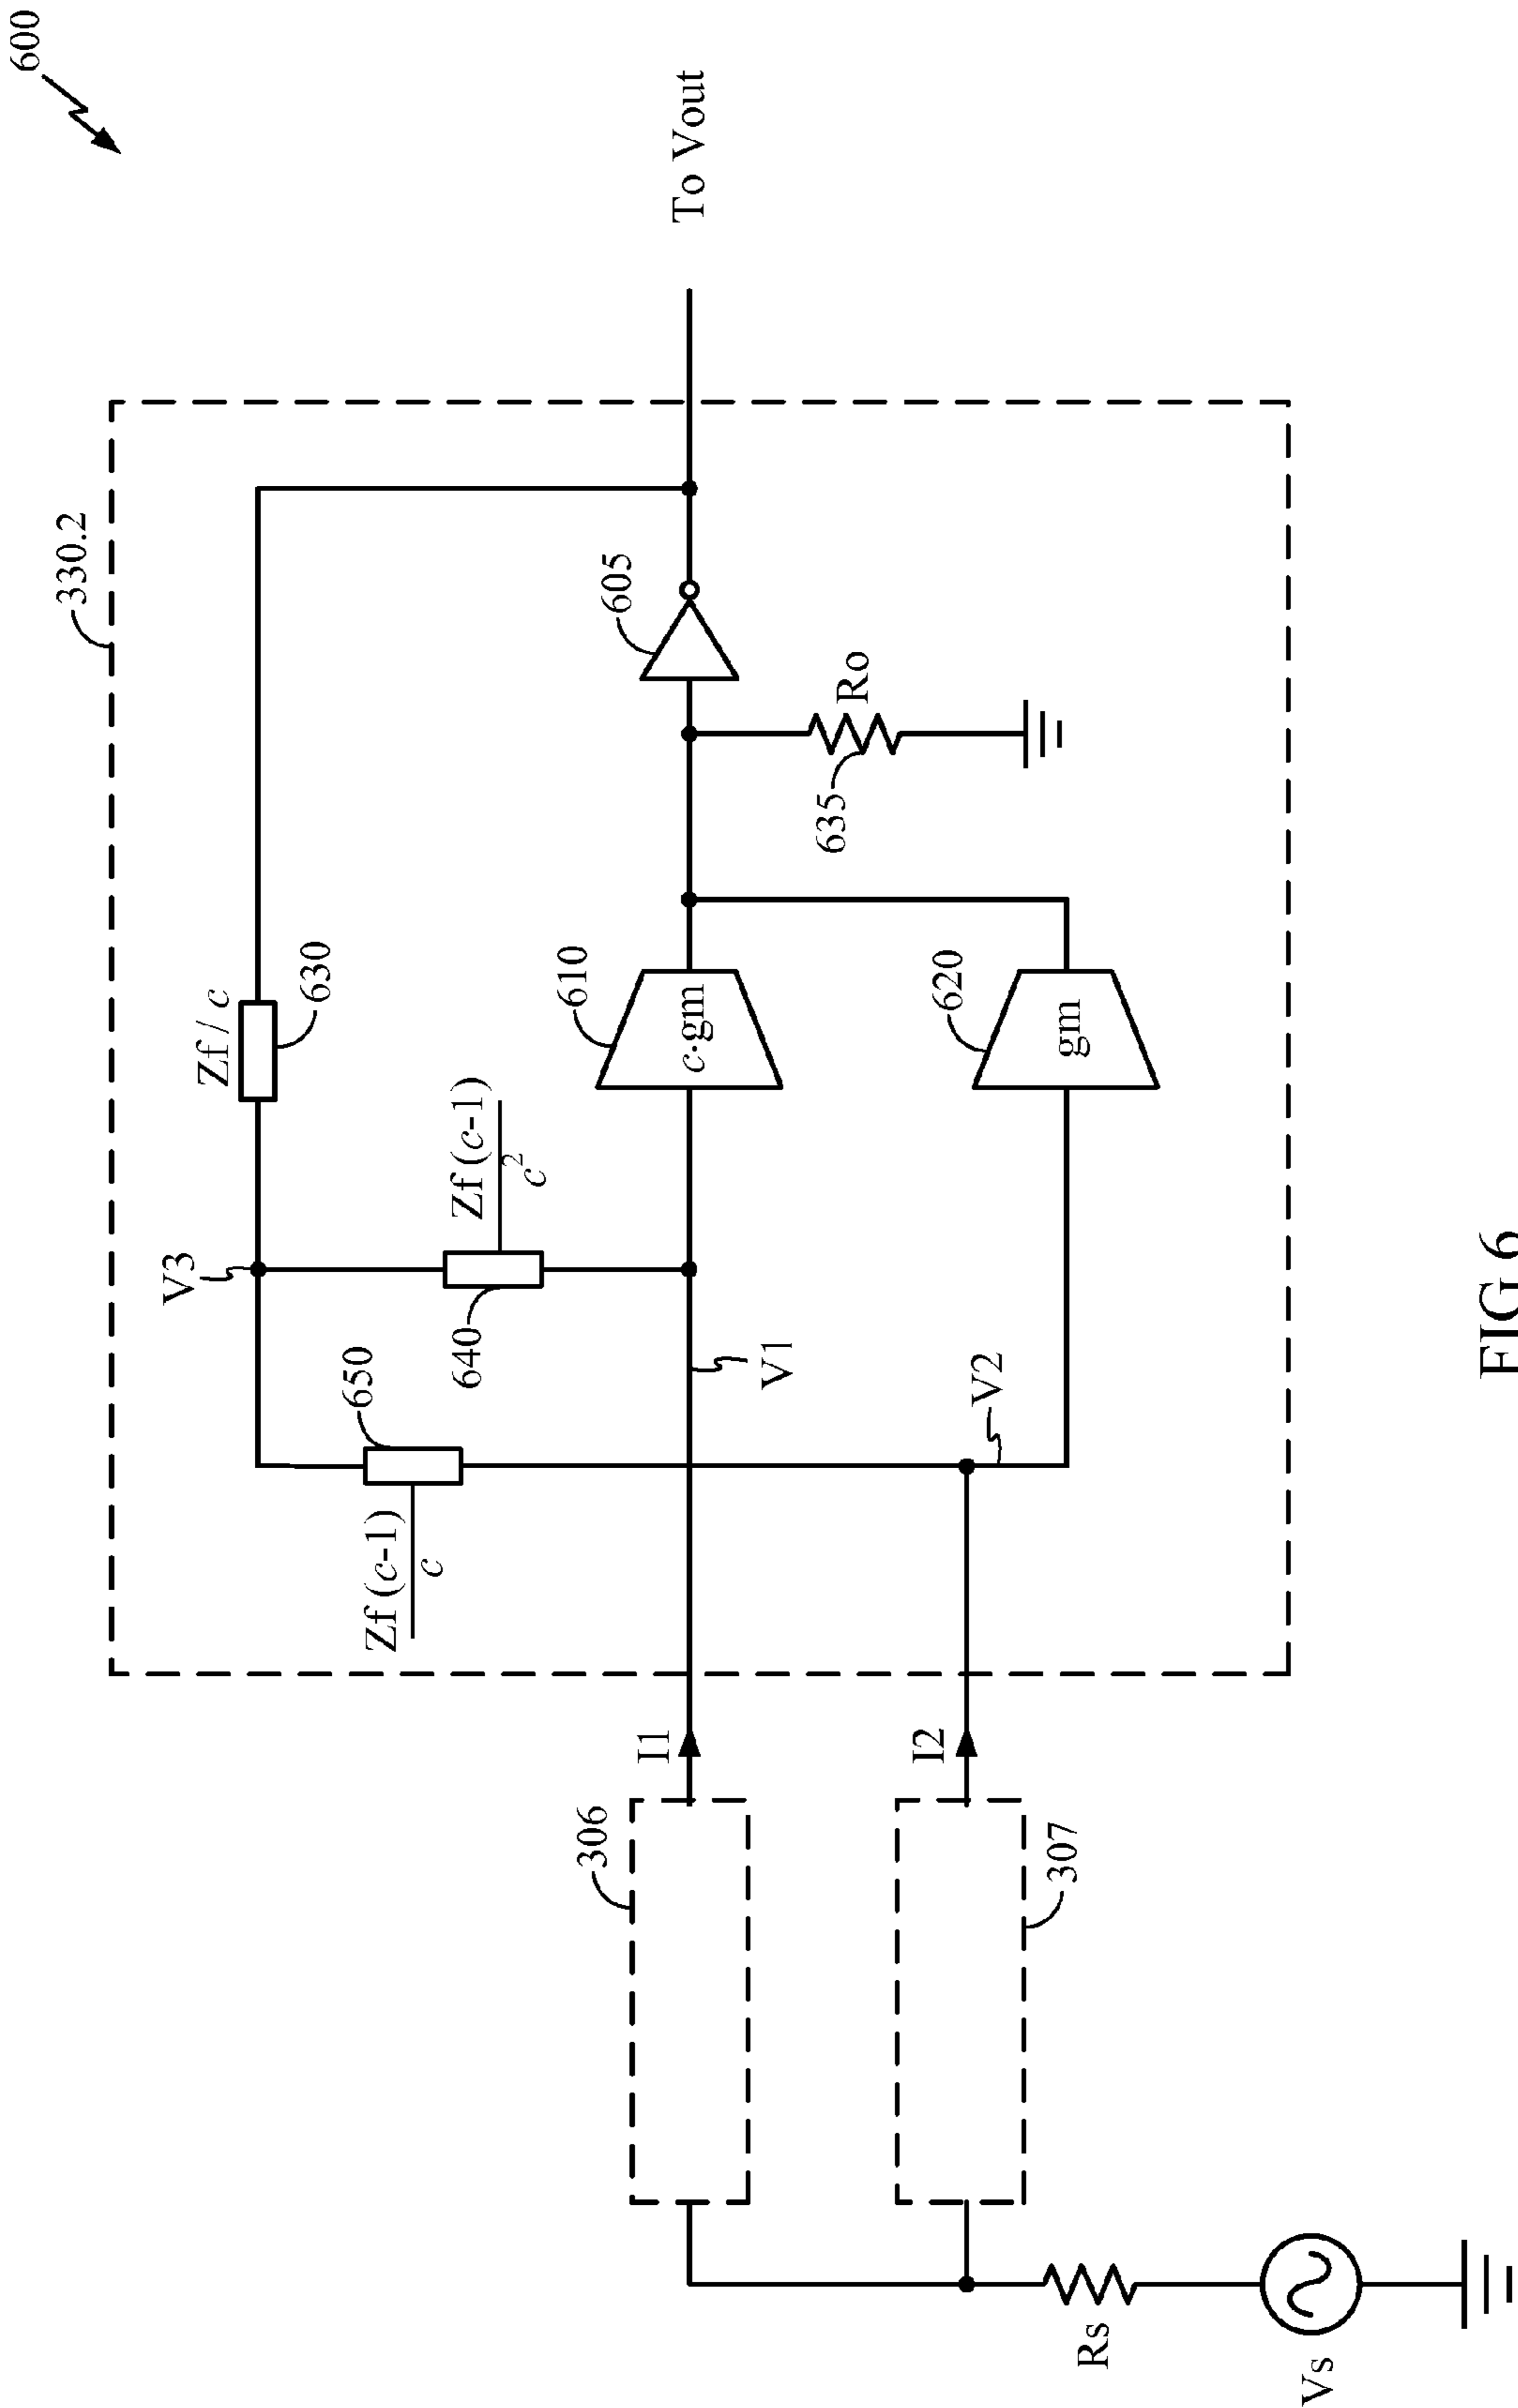 600
330.2
V3
Zf / c
630
Zf (c-1)
c
650
640
Zf (c-1)
c²
V1
610
c·gm
605
To Vout
635
Ro
306
I1
307
I2
V2
620
gm
Rs
Vs
FIG 6